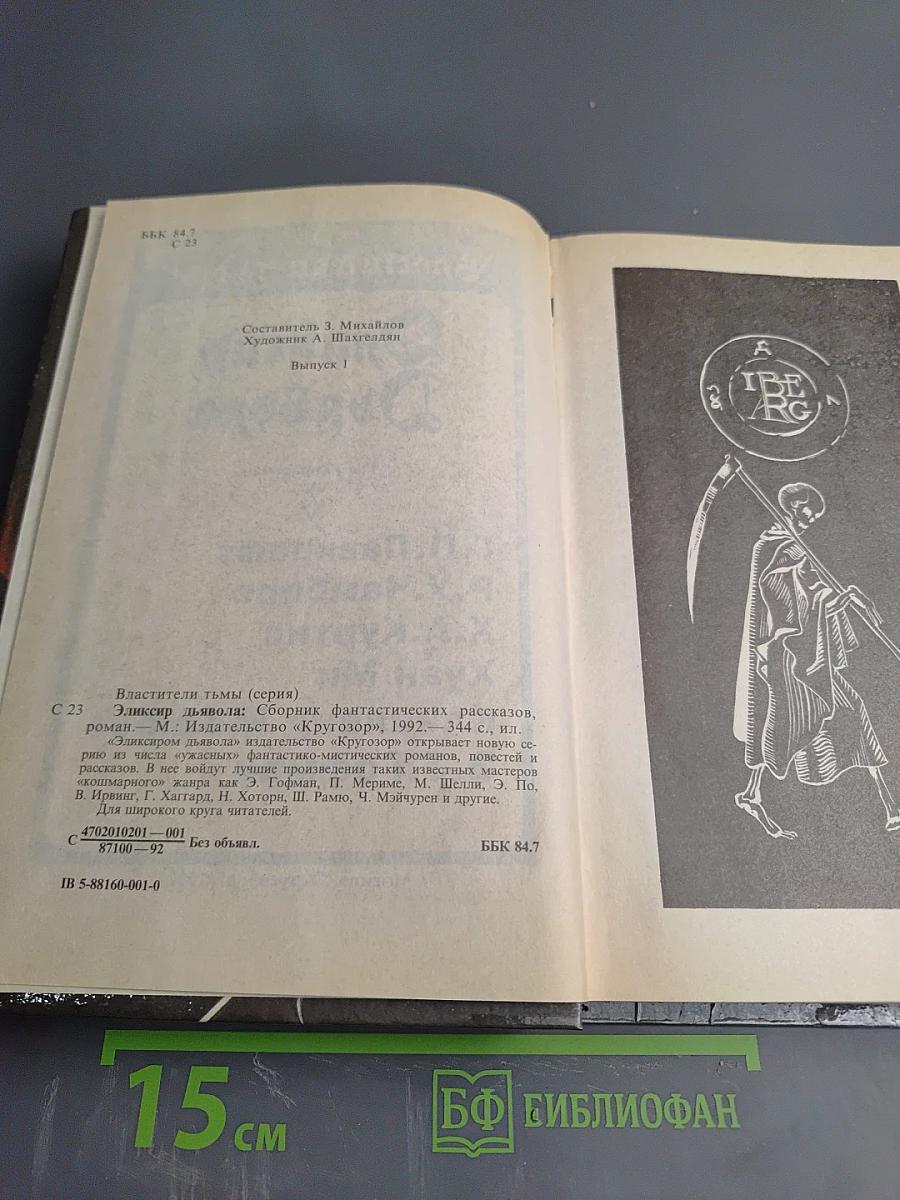 ББК 84.7
С 23
Составитель З. Михайлов
Художник А. Шахгелдян
Выпуск 1
Властители тьмы (серия)
С 23 Эликсир дьявола: Сборник фантастических рассказов,
роман.— М.: Издательство «Кругозор», 1992.— 344 с., ил.
«Эликсиром дьявола» издательство «Кругозор» открывает новую се-
рию из числа «ужасных» фантастико-мистических романов, повестей и
рассказов. В нее войдут лучшие произведения таких известных мастеров
«кошмарного» жанра как Э. Гофман, П. Мериме, М. Шелли, Э. По,
В. Ирвинг, Г. Хаггард, Н. Хоторн, Ш. Рамю, Ч. Мэйчурен и другие.
Для широкого круга читателей.
С 4702010201—001
87100—92 Без объявл.
ББК 84.7
IB 5-88160-001-0
IBE
ARG
15 см
БФ БИБЛИОФАН